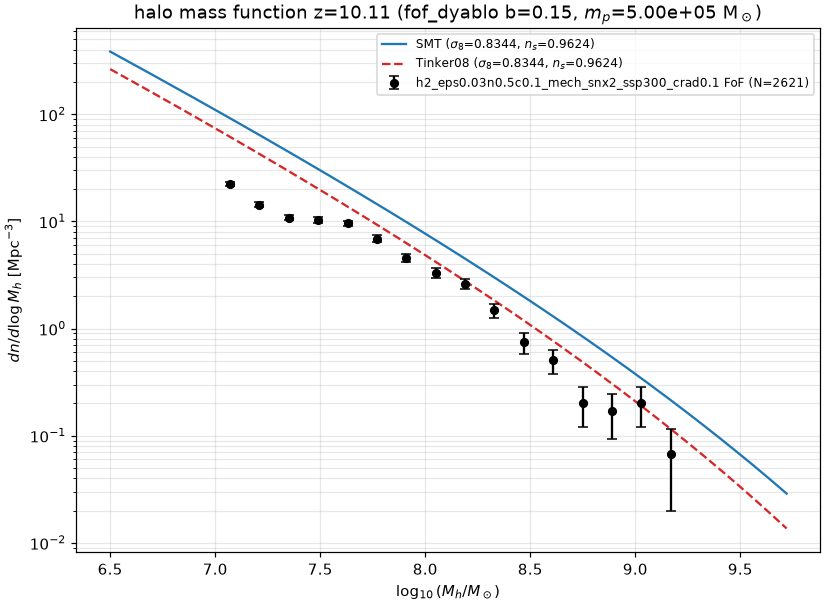 halo mass function z=10.11 (fof_dyablo b=0.15, $m_p$=5.00e+05 M$_\odot$)
SMT ($\sigma_8$=0.8344, $n_s$=0.9624)
Tinker08 ($\sigma_8$=0.8344, $n_s$=0.9624)
h2_eps0.03n0.5c0.1_mech_snx2_ssp300_crad0.1 FoF (N=2621)
$dn/d\log M_h$ [Mpc$^{-3}$]
$10^2$
$10^1$
$10^0$
$10^{-1}$
$10^{-2}$
6.5 7.0 7.5 8.0 8.5 9.0 9.5
$\log_{10}(M_h/M_\odot)$